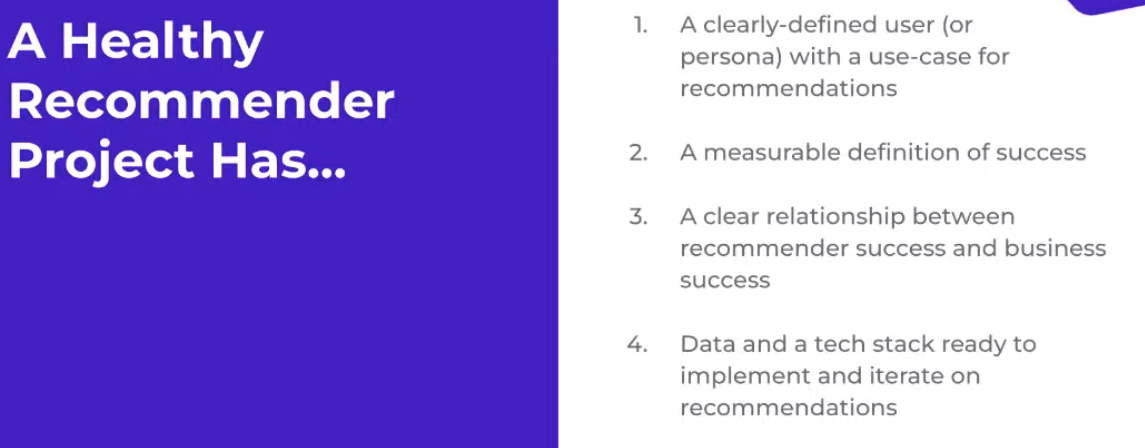 A Healthy
Recommender
Project Has...
1. A clearly-defined user (or
persona) with a use-case for
recommendations
2. A measurable definition of success
3. A clear relationship between
recommender success and business
success
4. Data and a tech stack ready to
implement and iterate on
recommendations